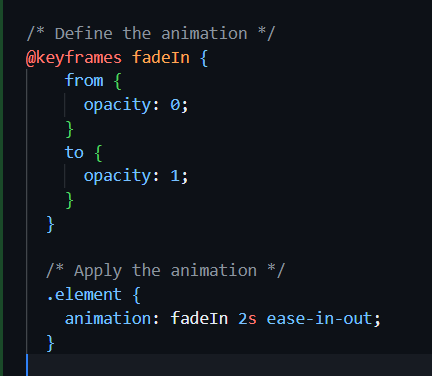 /* Define the animation */
@keyframes fadeIn {
from {
opacity: 0;
}
to {
opacity: 1;
}
}
/* Apply the animation */
.element {
animation: fadeIn 2s ease-in-out;
}